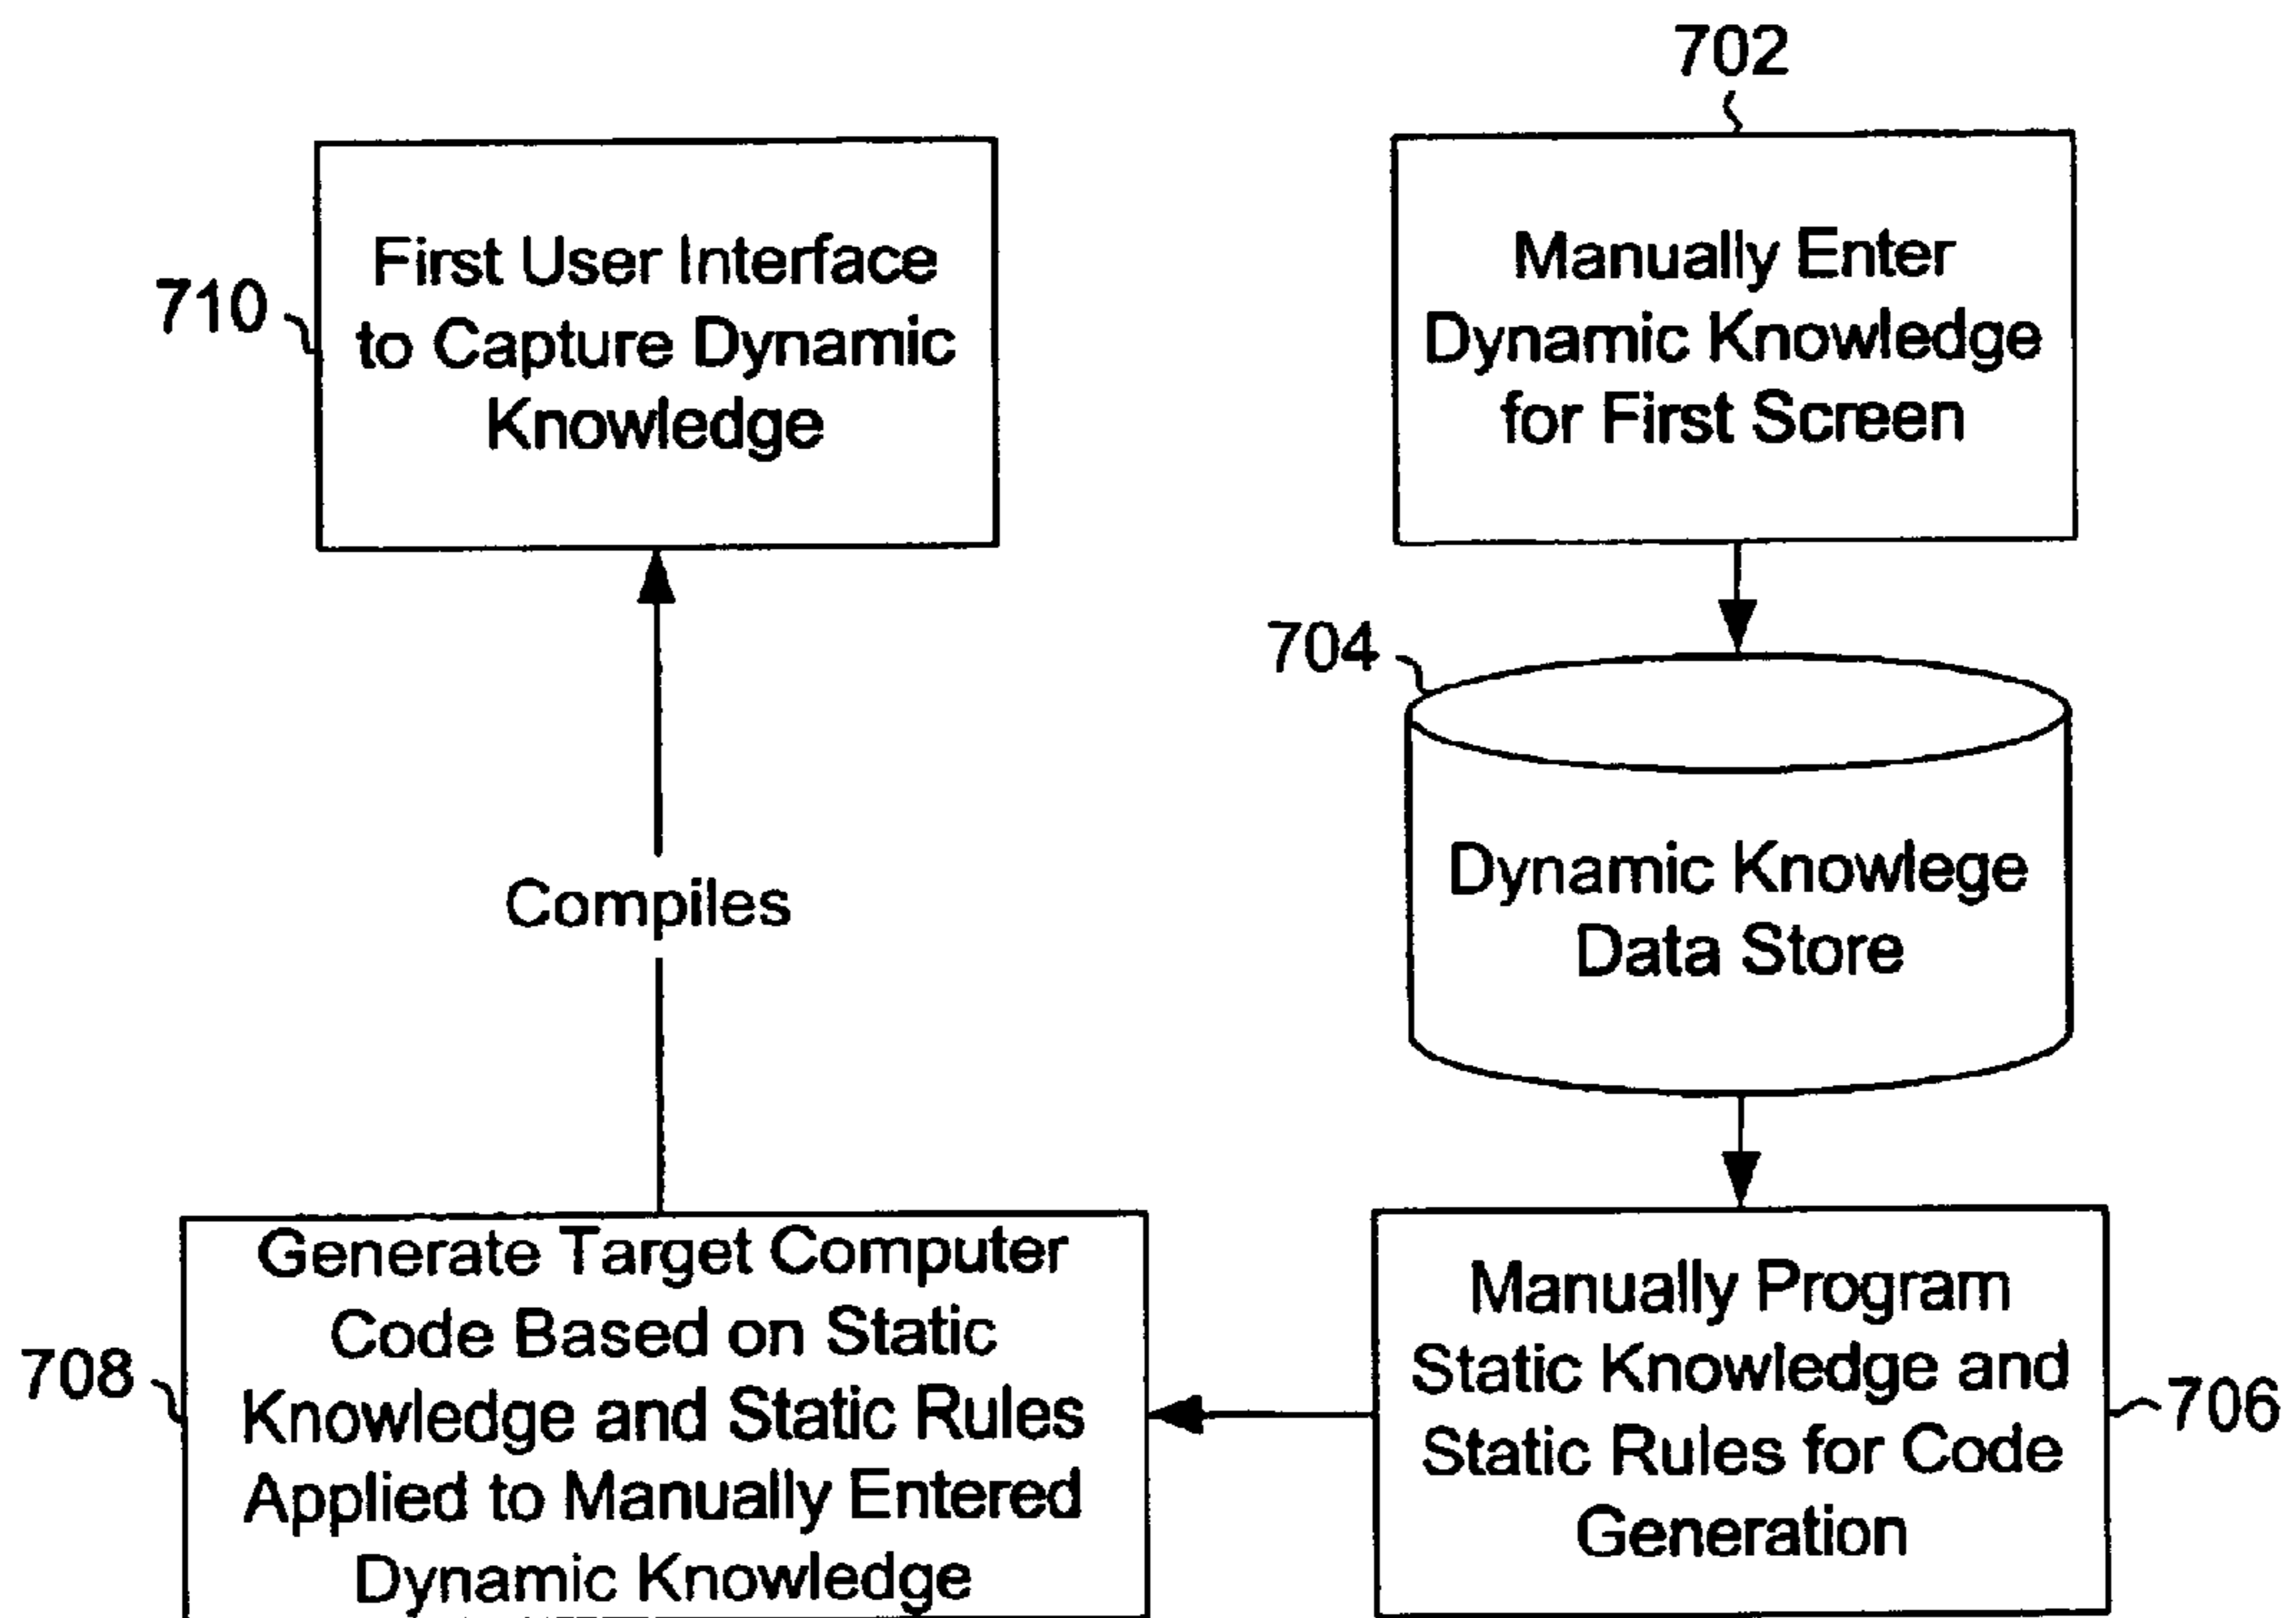 702
Manually Enter
Dynamic Knowledge
for First Screen
704
Dynamic Knowlege
Data Store
706
Manually Program
Static Knowledge and
Static Rules for Code
Generation
708
Generate Target Computer
Code Based on Static
Knowledge and Static Rules
Applied to Manually Entered
Dynamic Knowledge
Compiles
710
First User Interface
to Capture Dynamic
Knowledge